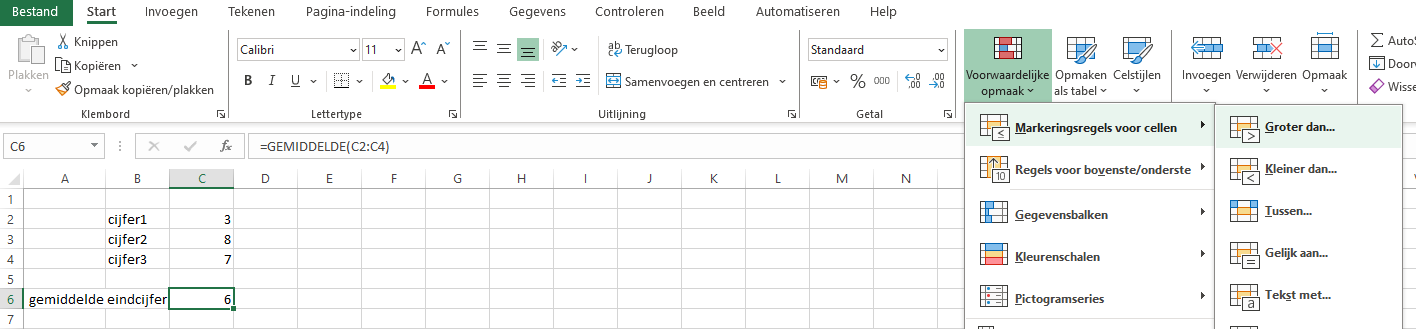 Bestand Start Invoegen Tekenen Pagina-indeling Formules Gegevens Controleren Beeld Automatiseren Help
Plakken
Knippen
Kopiëren
Opmaak kopiëren/plakken
Klembord
Calibri 11 A A
B I U A
Lettertype
ab Terugloop
Samenvoegen en centreren
Uitlijning
Standaard
% 000 ,00 ,00
Getal
Voorwaardelijke opmaak
Opmaken als tabel
Celstijlen
Invoegen
Verwijderen
Opmaak
AutoS
Doorv
Wisse
C6 fx =GEMIDDELDE(C2:C4)
A B C D E F G H I J K L M N
1
2 cijfer1 3
3 cijfer2 8
4 cijfer3 7
5
6 gemiddelde eindcijfer 6
7
Markeringsregels voor cellen
Regels voor bovenste/onderste
Gegevensbalken
Kleurenschalen
Pictogramseries
Groter dan...
Kleiner dan...
Tussen...
Gelijk aan...
Tekst met...